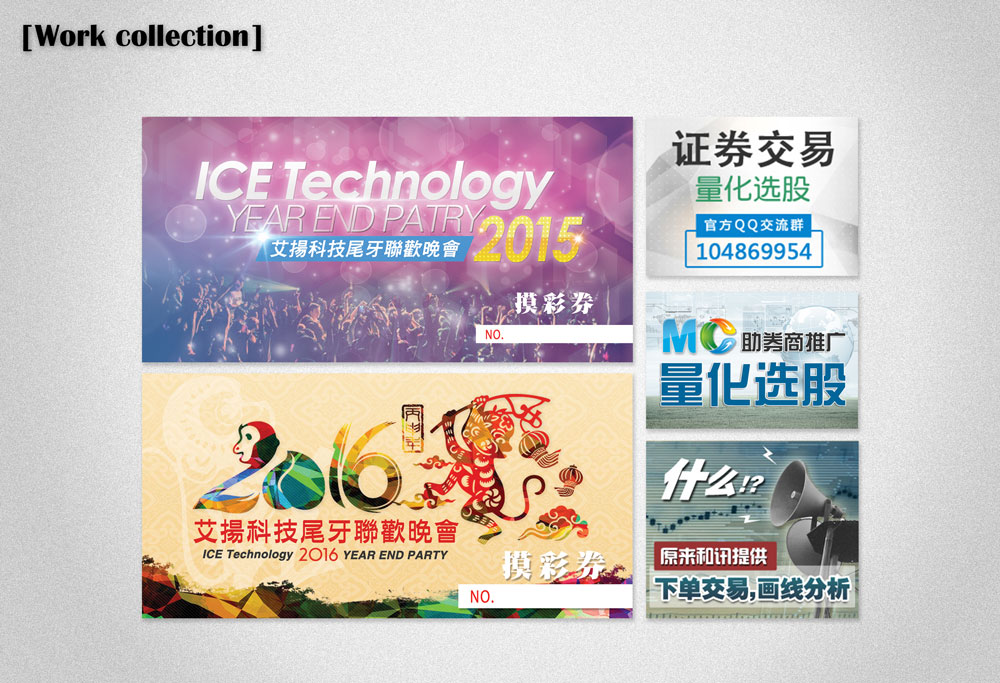 [Work collection]
ICE Technology
YEAR END PATRY
2015
艾揚科技尾牙聯歡晚會
摸彩券
NO.
2016
丙申年
艾揚科技尾牙聯歡晚會
ICE Technology 2016 YEAR END PARTY
摸彩券
NO.
证券交易
量化选股
官方QQ交流群
104869954
MC 助券商推广
量化选股
什么!?
原来和讯提供
下单交易,画线分析